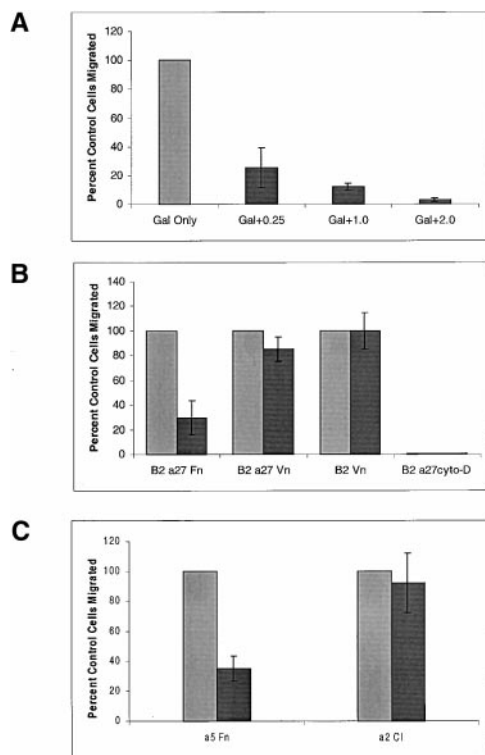 A
Percent Control Cells Migrated
120
100
80
60
40
20
0
Gal Only
Gal+0.25
Gal+1.0
Gal+2.0
B
Percent Control Cells Migrated
140
120
100
80
60
40
20
0
B2 a27 Fn
B2 a27 Vn
B2 Vn
B2 a27cyto-D
C
Percent Control Cells Migrated
120
100
80
60
40
20
0
a5 Fn
a2 Cl